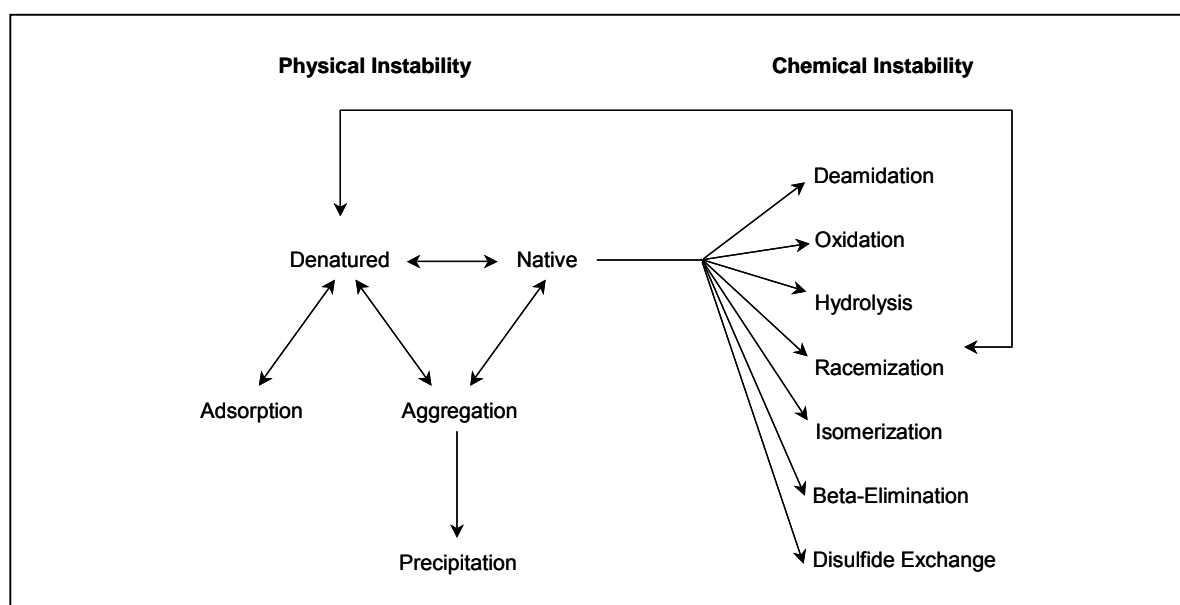 Physical Instability
Chemical Instability
Deamidation
Oxidation
Denatured
Native
Hydrolysis
Racemization
Adsorption
Aggregation
Isomerization
Beta-Elimination
Precipitation
Disulfide Exchange